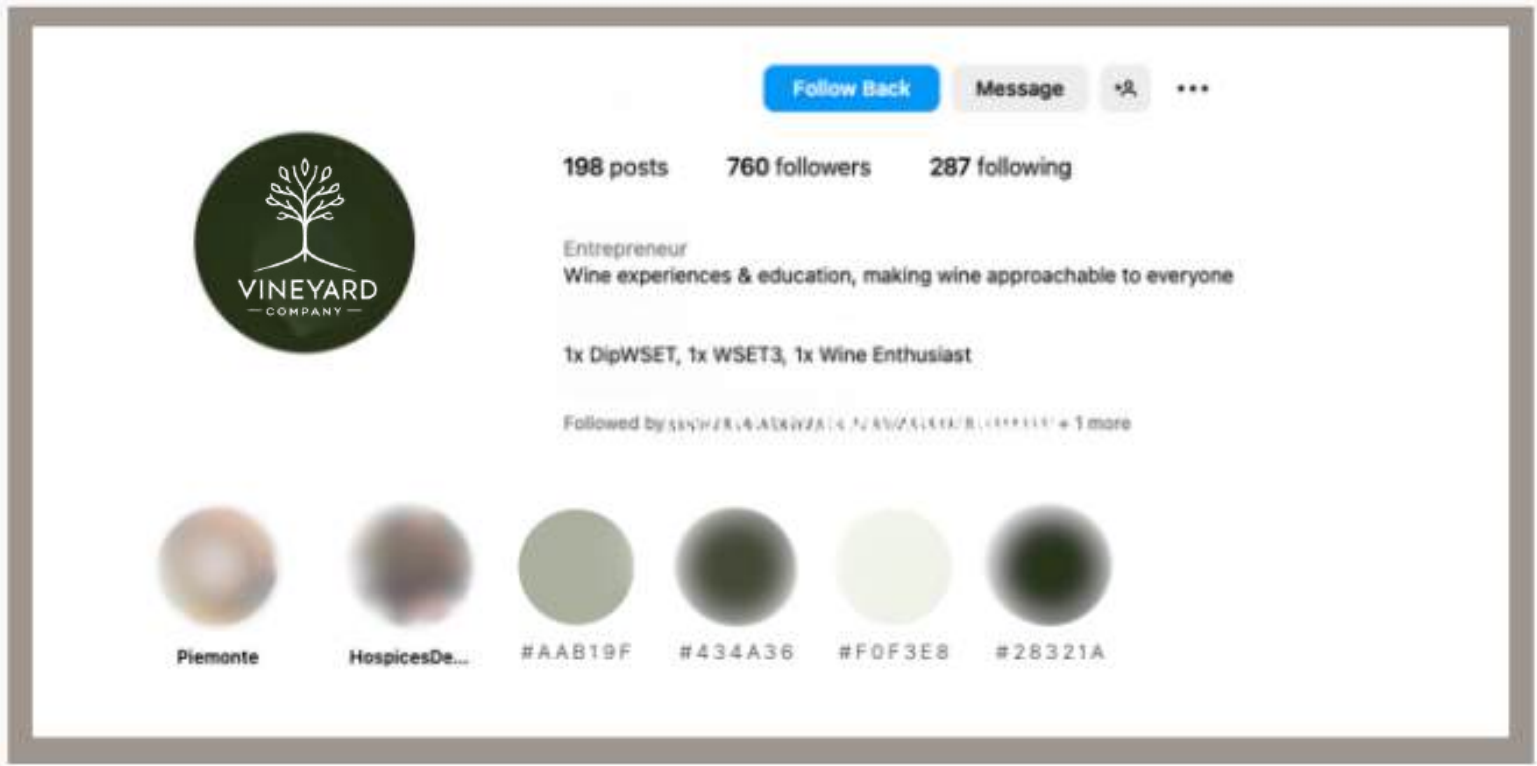 Follow Back Message
198 posts 760 followers 287 following
VINEYARD
COMPANY
Entrepreneur
Wine experiences & education, making wine approachable to everyone
1x DipWSET, 1x WSET3, 1x Wine Enthusiast
Followed by + 1 more
Piemonte HospicesDe... #AAB19F #434A36 #F0F3E8 #28321A